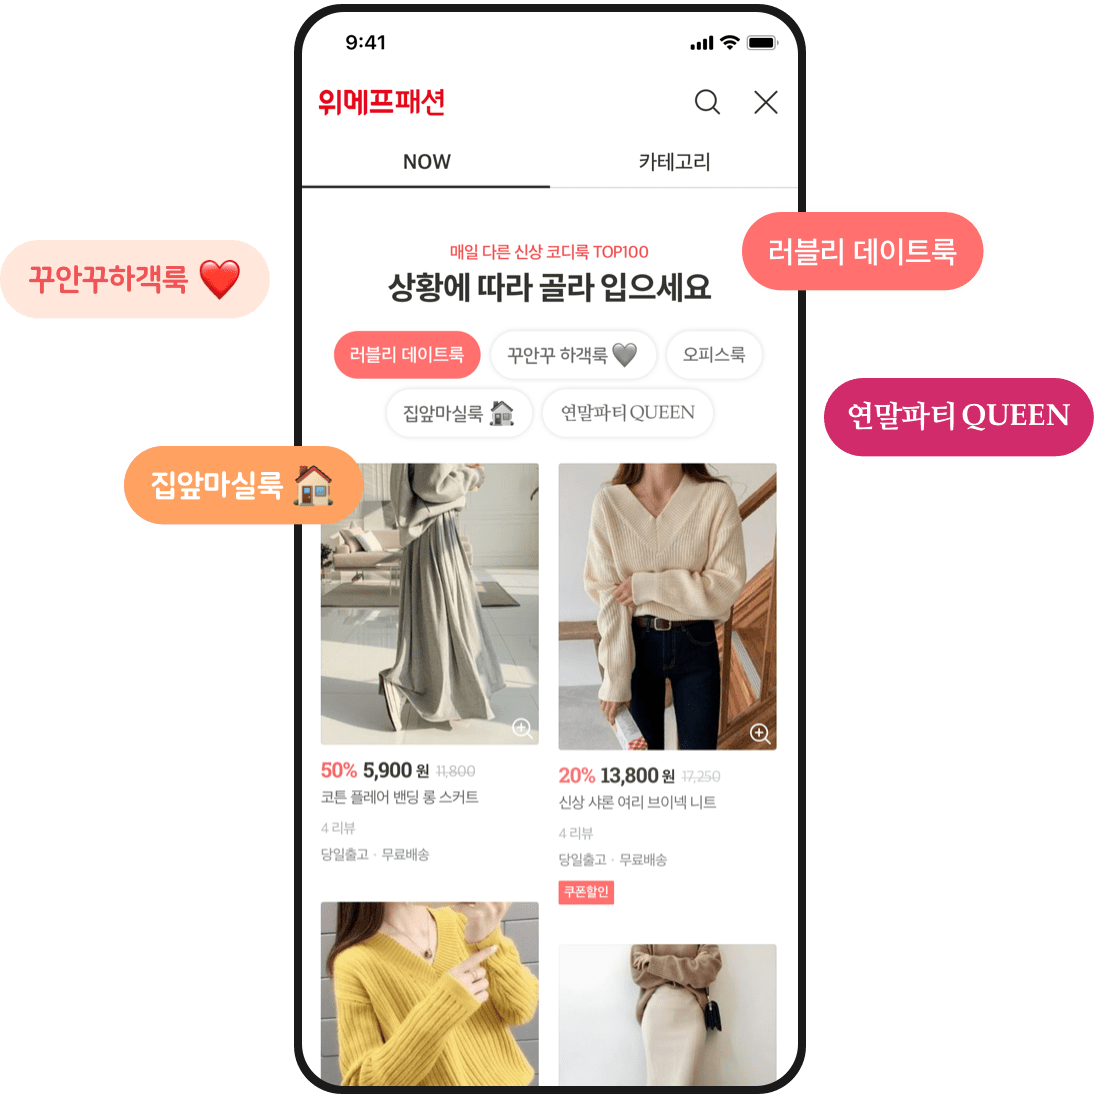 9:41
위메프패션
NOW
카테고리
매일 다른 신상 코디룩 TOP100
상황에 따라 골라 입으세요
러블리 데이트룩
꾸안꾸 하객룩
오피스룩
집앞마실룩
연말파티 QUEEN
꾸안꾸하객룩
러블리 데이트룩
연말파티 QUEEN
집앞마실룩
50% 5,900 원 11,800
코튼 플레어 밴딩 롱 스커트
4 리뷰
당일출고 · 무료배송
20% 13,800 원 17,250
신상 샤론 여리 브이넥 니트
4 리뷰
당일출고 · 무료배송
쿠폰할인